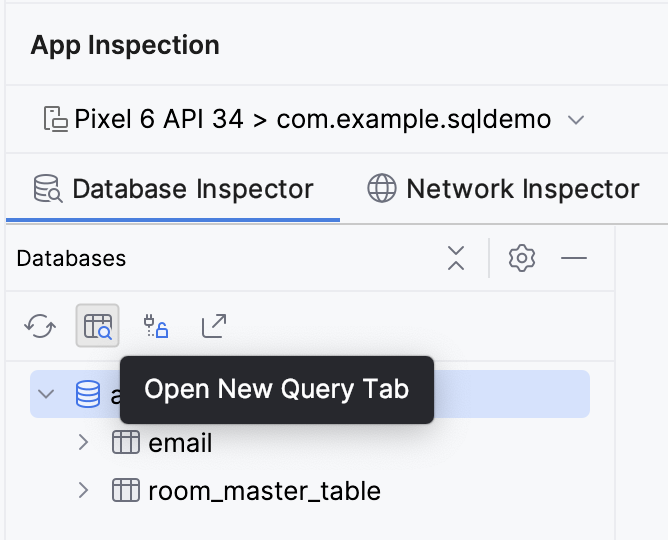 App Inspection
Pixel 6 API 34 > com.example.sqldemo
Database Inspector Network Inspector
Databases
Open New Query Tab
email
room_master_table